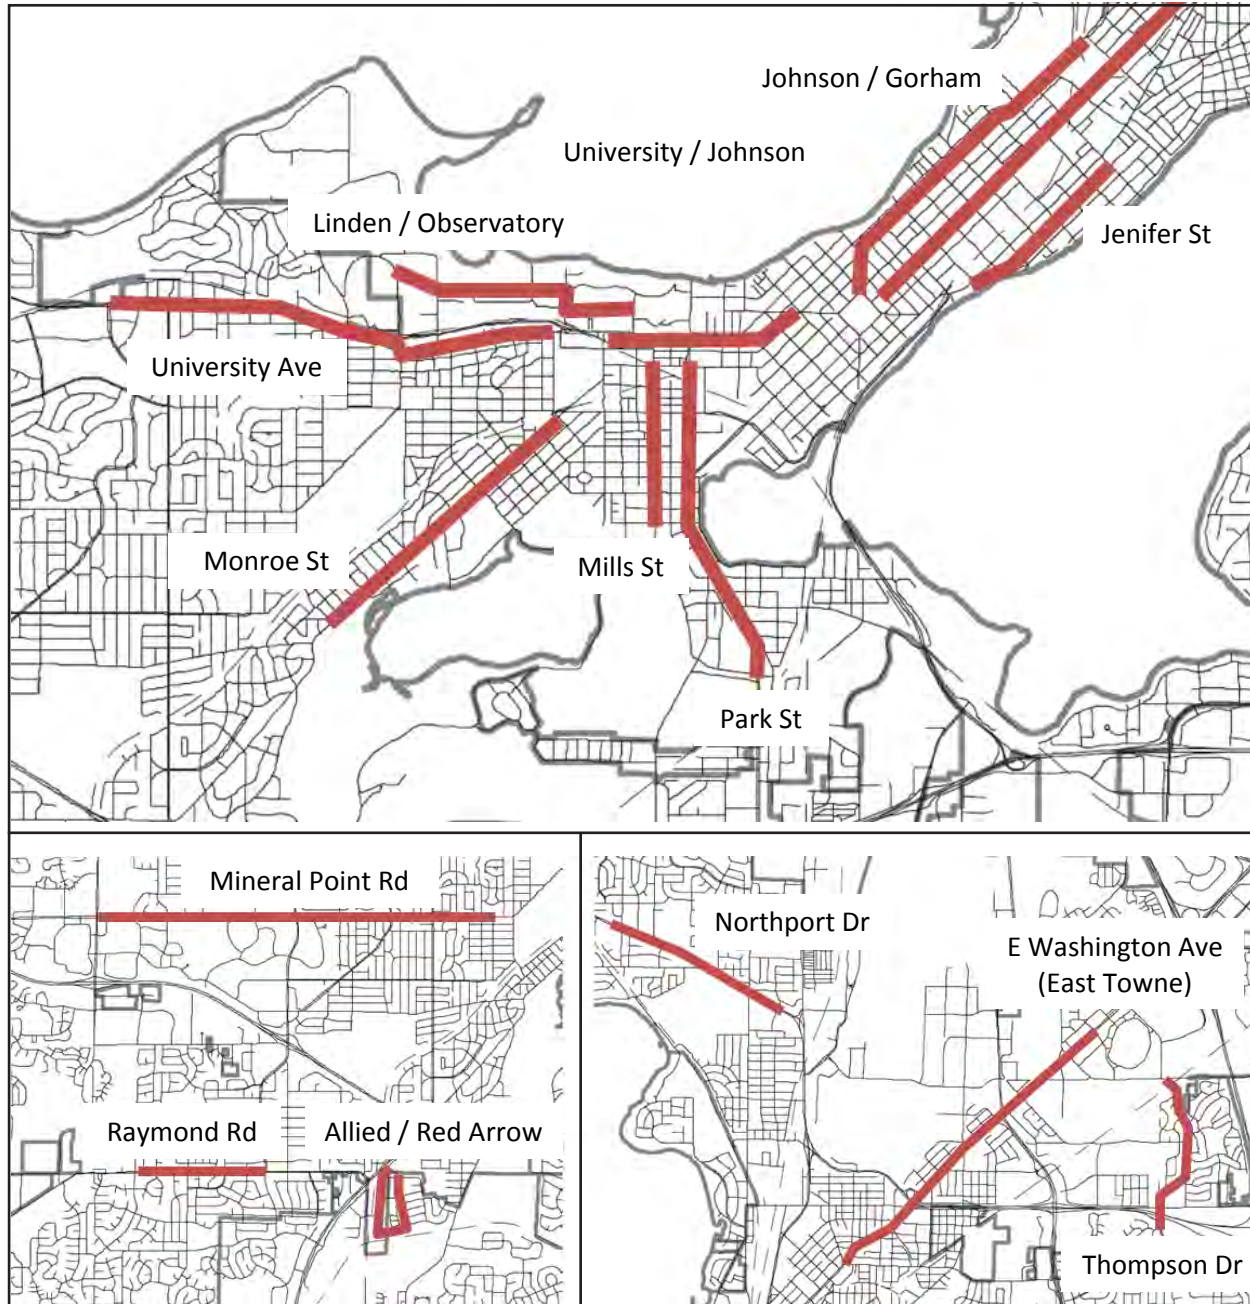 Johnson / Gorham
University / Johnson
Linden / Observatory
Jenifer St
University Ave
Monroe St
Mills St
Park St
Mineral Point Rd
Raymond Rd
Allied / Red Arrow
Northport Dr
E Washington Ave
(East Towne)
Thompson Dr